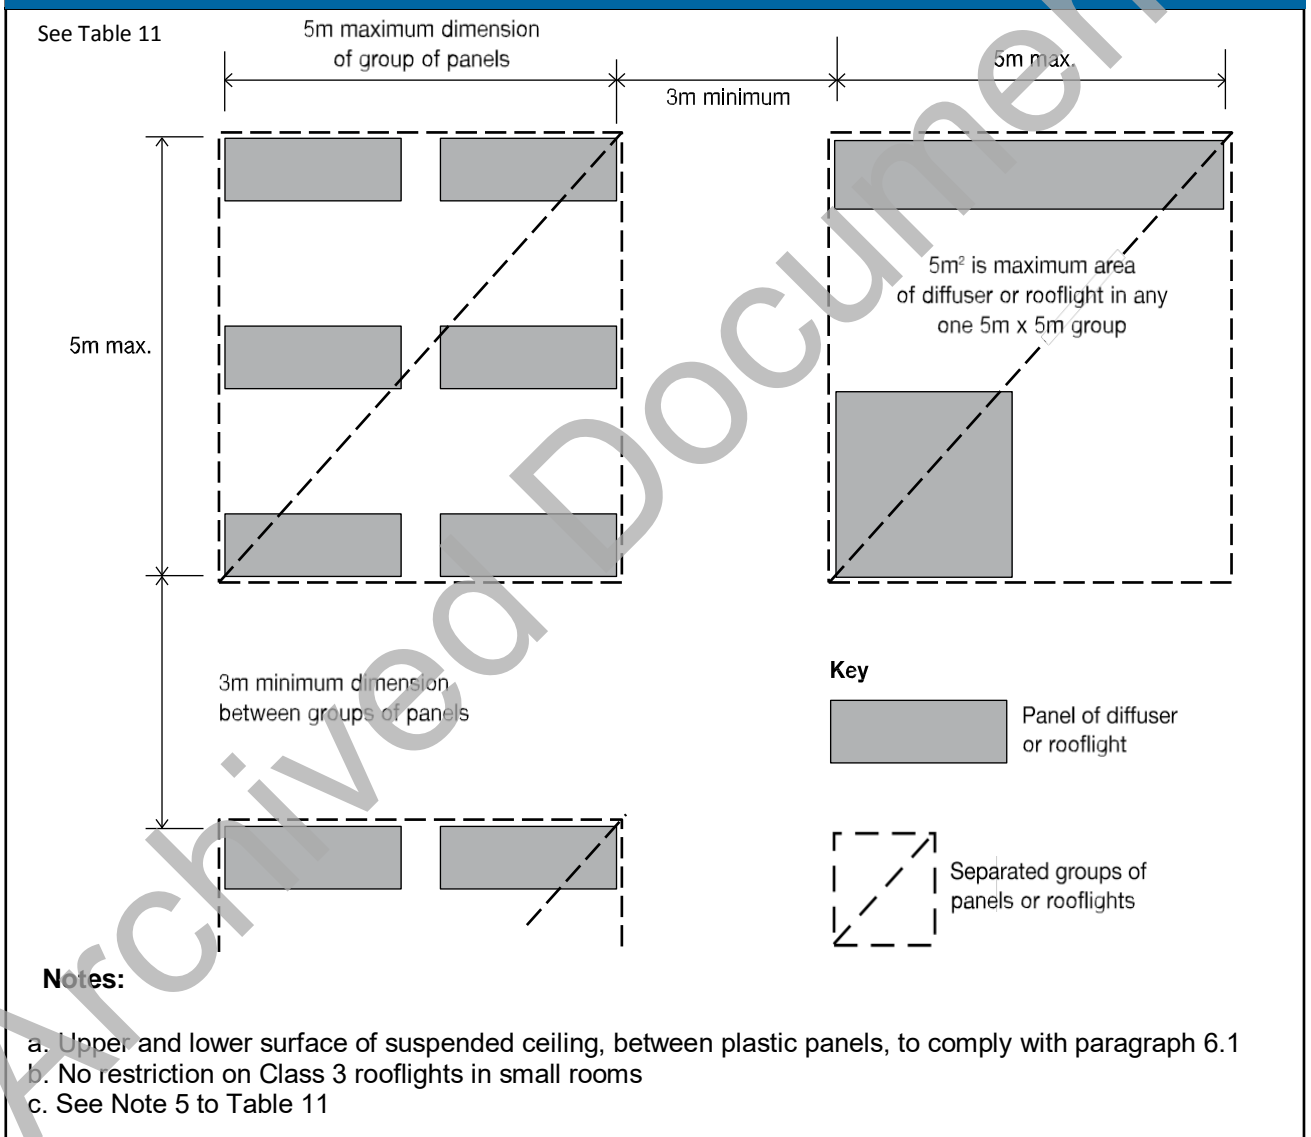 See Table 11
5m maximum dimension
of group of panels
5m max.
3m minimum
5m max.
5m² is maximum area
of diffuser or rooflight in any
one 5m x 5m group
3m minimum dimension
between groups of panels
Key
Panel of diffuser
or rooflight
Separated groups of
panels or rooflights
Notes:
a. Upper and lower surface of suspended ceiling, between plastic panels, to comply with paragraph 6.1
b. No restriction on Class 3 rooflights in small rooms
c. See Note 5 to Table 11
Archived Documen